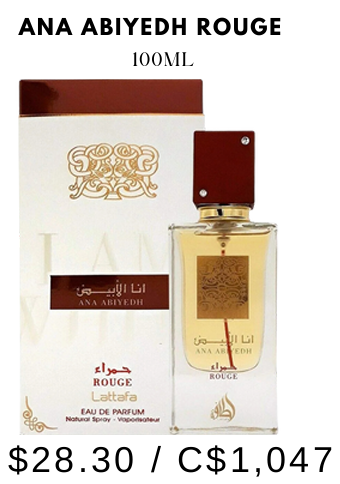 ANA ABIYEDH ROUGE
100ML
I AM
انا الأبيض
ANA ABIYEDH
حمراء
ROUGE
Lattafa
EAU DE PARFUM
Natural Spray - Vaporisateur
انا الأبيض
ANA ABIYEDH
حمراء
ROUGE
$28.30 / C$1,047